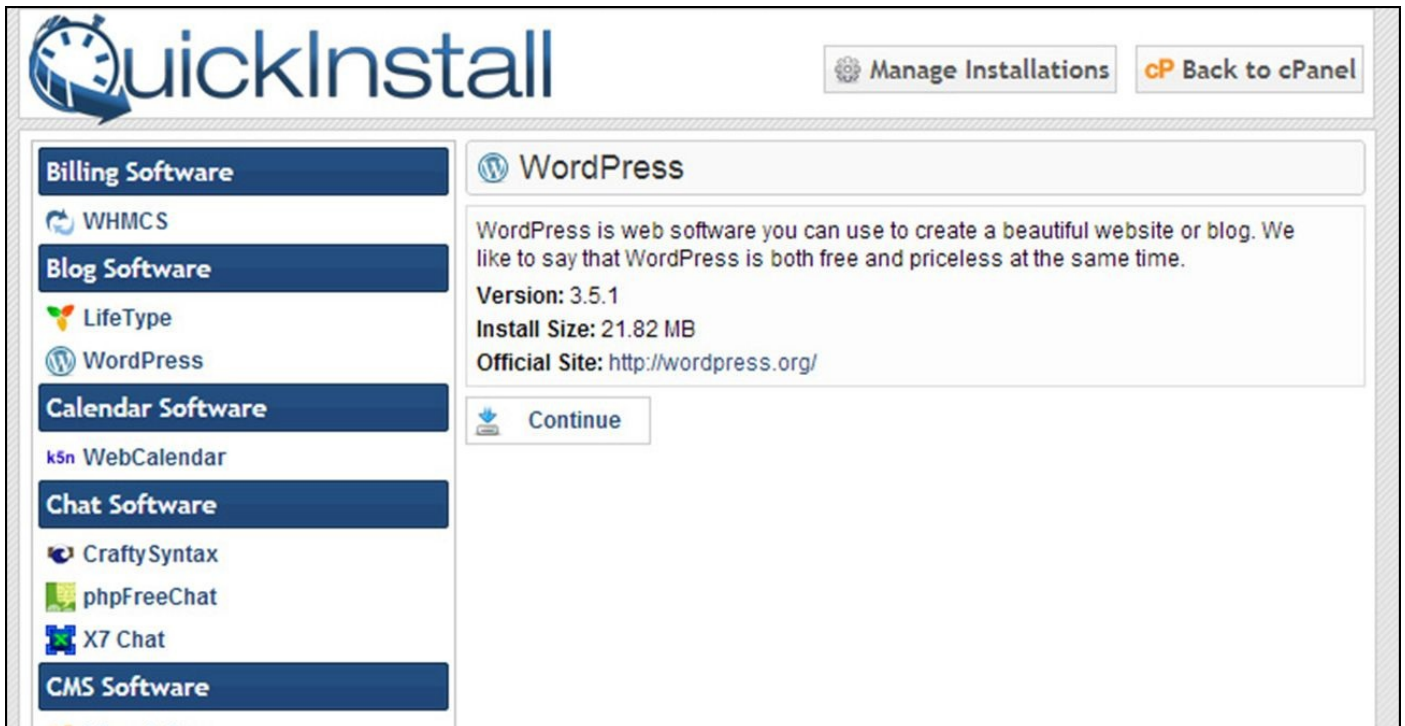 QuickInstall
Manage Installations
cP Back to cPanel
Billing Software
WHMCS
Blog Software
LifeType
WordPress
Calendar Software
k5n WebCalendar
Chat Software
CraftySyntax
phpFreeChat
X7 Chat
CMS Software
WordPress
WordPress is web software you can use to create a beautiful website or blog. We
like to say that WordPress is both free and priceless at the same time.
Version: 3.5.1
Install Size: 21.82 MB
Official Site: http://wordpress.org/
Continue